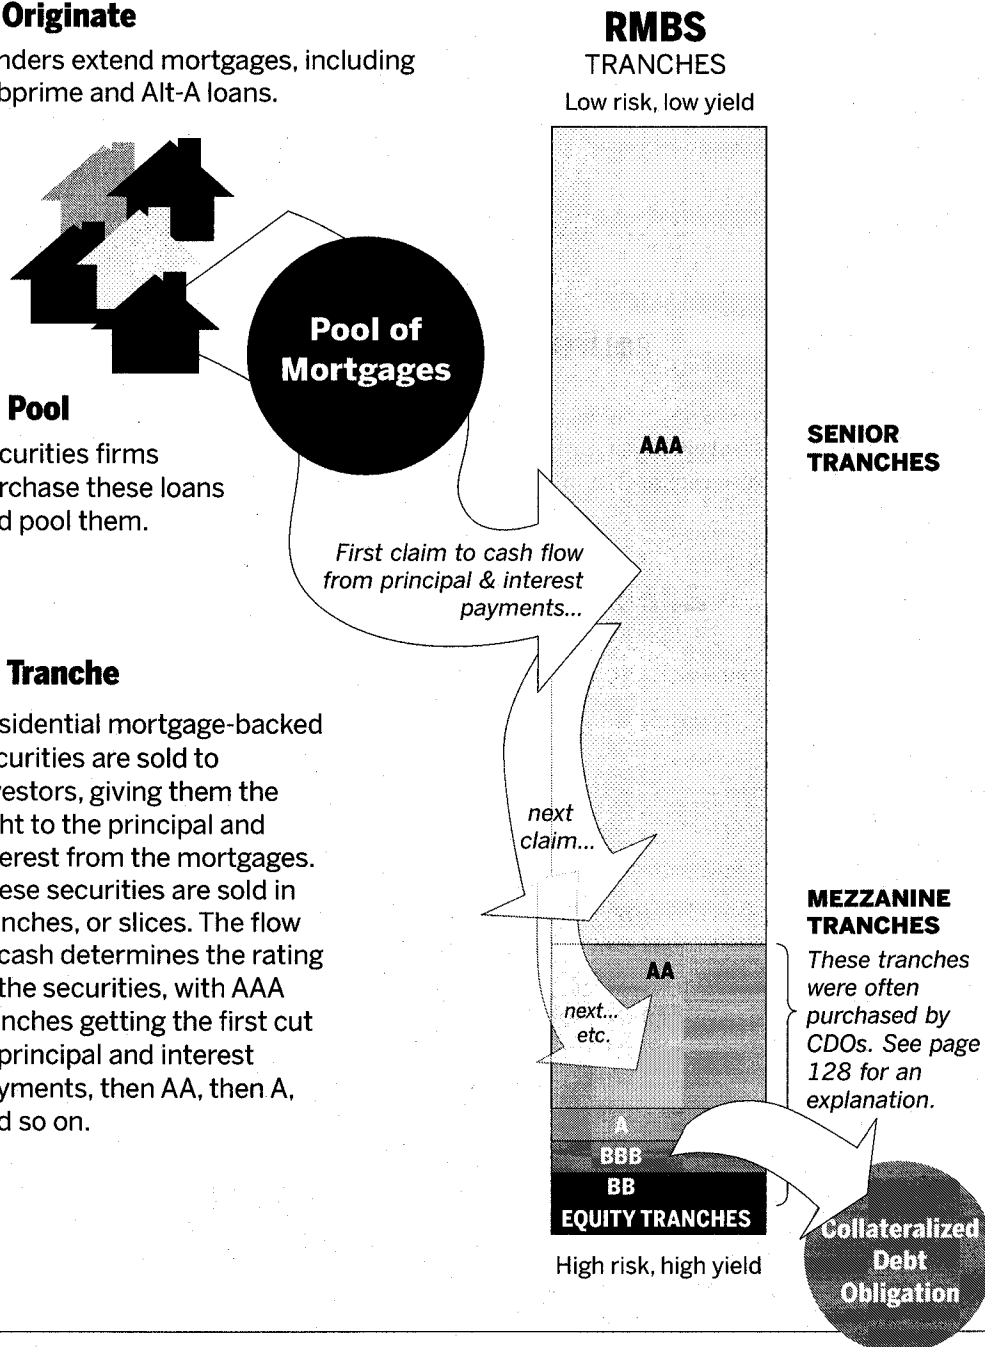 Originate
nders extend mortgages, including
bprime and Alt-A loans.
Pool of
Mortgages
Pool
curities firms
rchase these loans
d pool them.
First claim to cash flow
from principal & interest
payments...
Tranche
sidential mortgage-backed
curities are sold to
vestors, giving them the
ht to the principal and
erest from the mortgages.
ese securities are sold in
nches, or slices. The flow
cash determines the rating
the securities, with AAA
nches getting the first cut
principal and interest
yments, then AA, then A,
d so on.
RMBS
TRANCHES
Low risk, low yield
AAA
SENIOR
TRANCHES
next
claim...
next...
etc.
AA
A
BBB
BB
EQUITY TRANCHES
High risk, high yield
MEZZANINE
TRANCHES
These tranches
were often
purchased by
CDOs. See page
128 for an
explanation.
Collateralized
Debt
Obligation